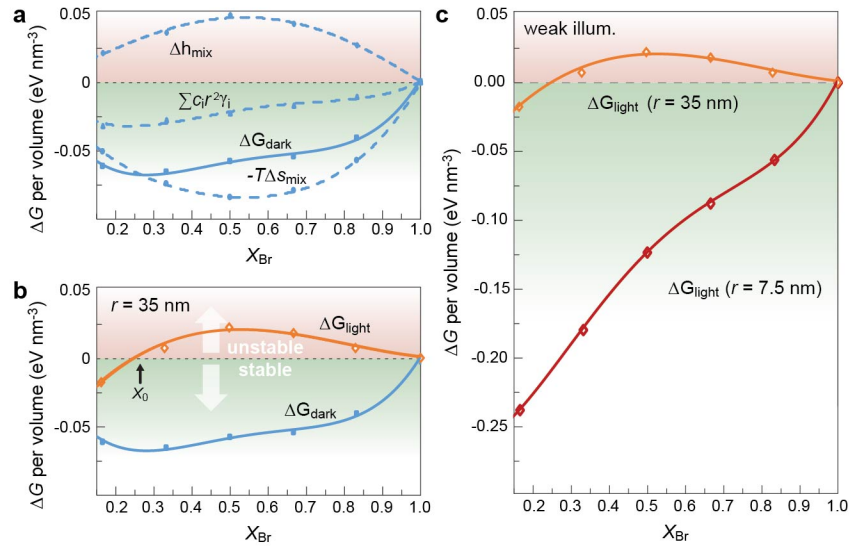 a
ΔG per volume (eV nm-3)
0.05
0
-0.05
Δhmix
∑cir2γi
ΔGdark
-TΔsmix
0.2 0.3 0.4 0.5 0.6 0.7 0.8 0.9 1.0
XBr
b
ΔG per volume (eV nm-3)
0.05
0
-0.05
r = 35 nm
ΔGlight
unstable
stable
X0
ΔGdark
0.2 0.3 0.4 0.5 0.6 0.7 0.8 0.9 1.0
XBr
c
ΔG per volume (eV nm-3)
0.05
0.00
-0.05
-0.10
-0.15
-0.20
-0.25
weak illum.
ΔGlight (r = 35 nm)
ΔGlight (r = 7.5 nm)
0.2 0.3 0.4 0.5 0.6 0.7 0.8 0.9 1.0
XBr